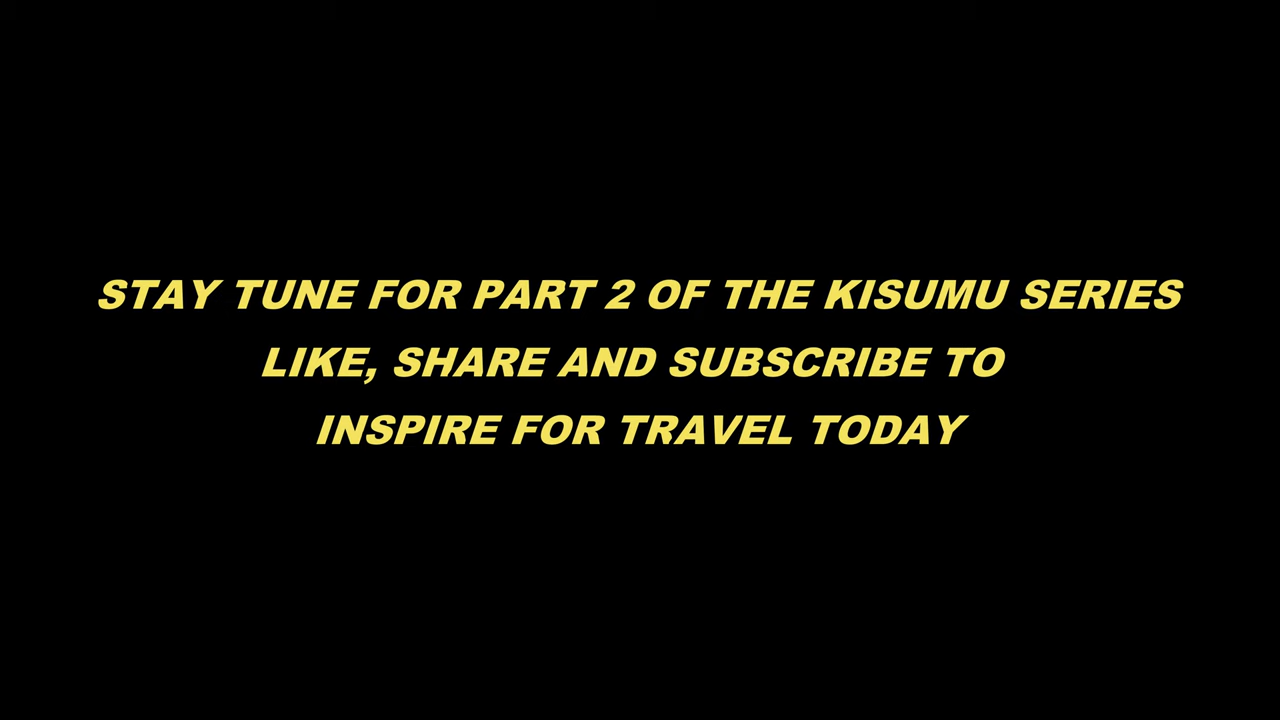 STAY TUNE FOR PART 2 OF THE KISUMU SERIES
LIKE, SHARE AND SUBSCRIBE TO
INSPIRE FOR TRAVEL TODAY